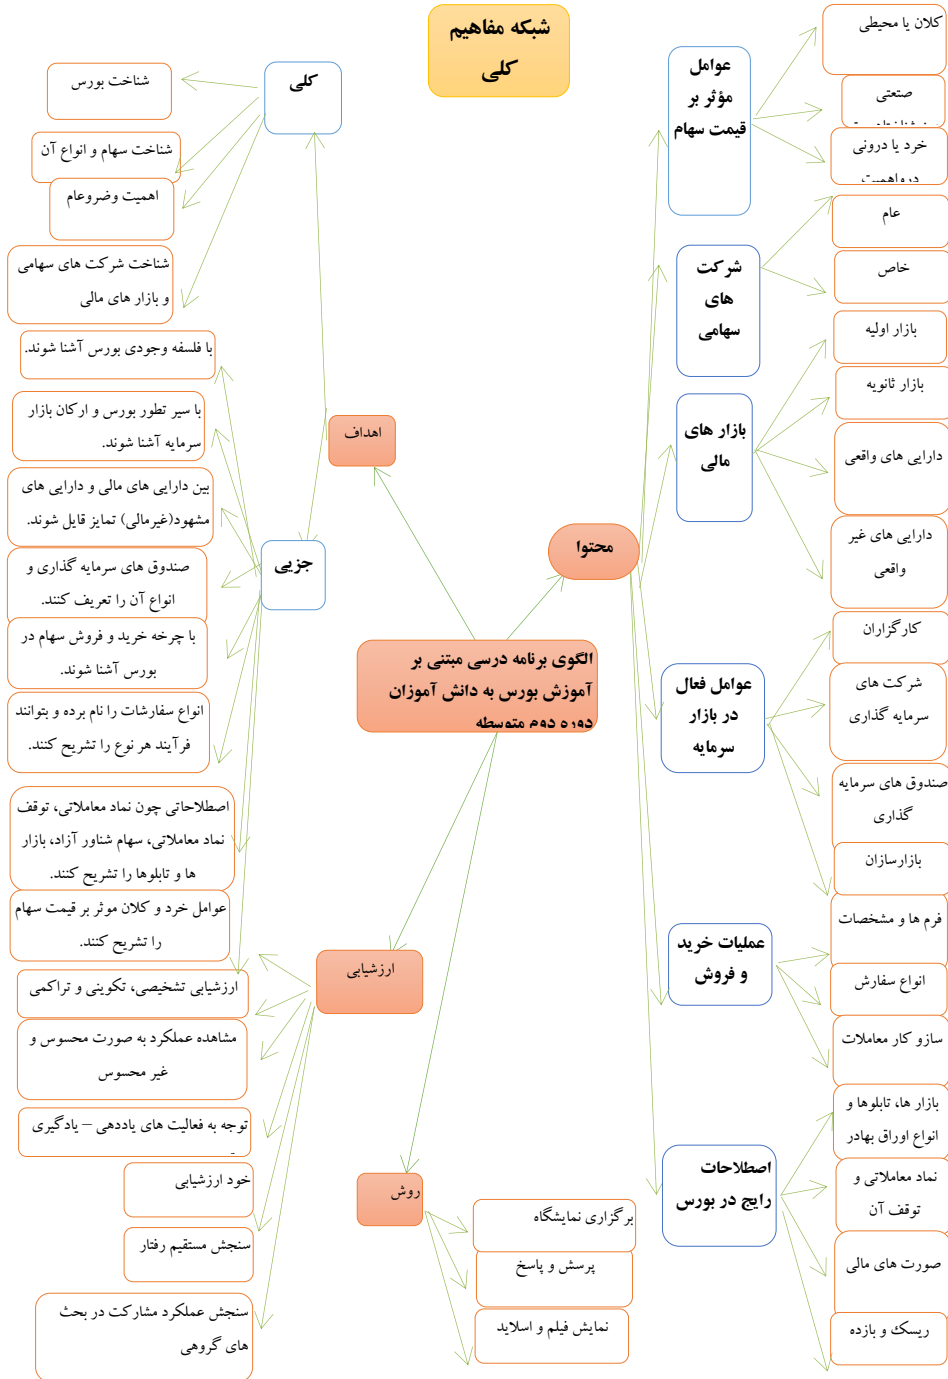 شبکه مفاهیم
کلی
عوامل
مؤثر بر
قیمت سهام
کلان یا محیطی
صنعتی
خرد یا درونی
درواهمیت
شرکت
های
سهامی
عام
خاص
بازار های
مالی
بازار اولیه
بازار ثانویه
دارایی های واقعی
دارایی های غیر
واقعی
محتوا
عوامل فعال
در بازار
سرمایه
کارگزاران
شرکت های
سرمایه گذاری
صندوق های سرمایه
گذاری
بازارسازان
عملیات خرید
و فروش
فرم ها و مشخصات
انواع سفارش
سازو کار معاملات
اصطلاحات
رایج در بورس
بازار ها، تابلوها و
انواع اوراق بهادر
نماد معاملاتی و
توقف آن
صورت های مالی
ریسک و بازده
الگوی برنامه درسی مبتنی بر
آموزش بورس به دانش آموزان
دوره دوم متوسطه
اهداف
کلی
شناخت بورس
شناخت سهام و انواع آن
اهمیت وضروعام
شناخت شرکت های سهامی
و بازار های مالی
جزیی
با فلسفه وجودی بورس آشنا شوند.
با سیر تطور بورس و ارکان بازار
سرمایه آشنا شوند.
بین دارایی های مالی و دارایی های
مشهود(غیرمالی) تمایز قایل شوند.
صندوق های سرمایه گذاری و
انواع آن را تعریف کنند.
با چرخه خرید و فروش سهام در
بورس آشنا شوند.
انواع سفارشات را نام برده و بتوانند
فرآیند هر نوع را تشریح کنند.
اصطلاحاتی چون نماد معاملاتی، توقف
نماد معاملاتی، سهام شناور آزاد، بازار
ها و تابلوها را تشریح کنند.
عوامل خرد و کلان موثر بر قیمت سهام
را تشریح کنند.
ارزشیابی
ارزشیابی تشخیصی، تکوینی و تراکمی
مشاهده عملکرد به صورت محسوس و
غیر محسوس
توجه به فعالیت های یاددهی – یادگیری
خود ارزشیابی
سنجش مستقیم رفتار
سنجش عملکرد مشارکت در بحث
های گروهی
روش
برگزاری نمایشگاه
پرسش و پاسخ
نمایش فیلم و اسلاید